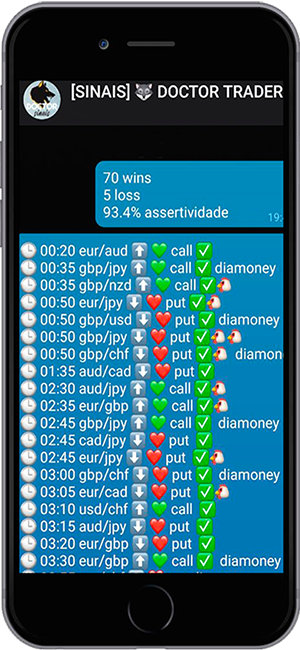 [SINAIS] 🐺 DOCTOR TRADER
DOCTOR
sinais
70 wins
5 loss
93.4% assertividade
19:
🕒 00:20 eur/aud ⬆️ 💚 call ✅
🕒 00:35 gbp/jpy ⬆️ 💚 call ✅ diamoney
🕒 00:35 gbp/nzd ⬆️ 💚 call ✅🐔
🕒 00:50 eur/jpy ⬇️ ❤️ put ✅🐔
🕒 00:50 gbp/usd ⬇️ ❤️ put ✅ diamoney
🕒 00:50 gbp/jpy ⬇️ ❤️ put ✅🐔🐔
🕒 00:50 gbp/chf ⬇️ ❤️ put ✅🐔 diamon
🕒 01:35 aud/cad ⬇️ ❤️ put ✅
🕒 02:30 aud/jpy ⬆️ 💚 call ✅🐔
🕒 02:35 eur/gbp ⬆️ 💚 call ✅🐔
🕒 02:45 gbp/jpy ⬆️ 💚 call ✅ diamoney
🕒 02:45 cad/jpy ⬇️ ❤️ put ✅
🕒 02:45 eur/jpy ⬇️ ❤️ put ✅🐔
🕒 03:00 gbp/chf ⬇️ ❤️ put ✅ diamoney
🕒 03:05 eur/cad ⬇️ ❤️ put ✅🐔
🕒 03:10 usd/chf ⬆️ 💚 call ✅
🕒 03:15 aud/jpy ⬇️ ❤️ put ✅
🕒 03:20 eur/gbp ⬇️ ❤️ put ✅
🕒 03:30 eur/gbp ⬆️ 💚 call ✅ diamoney